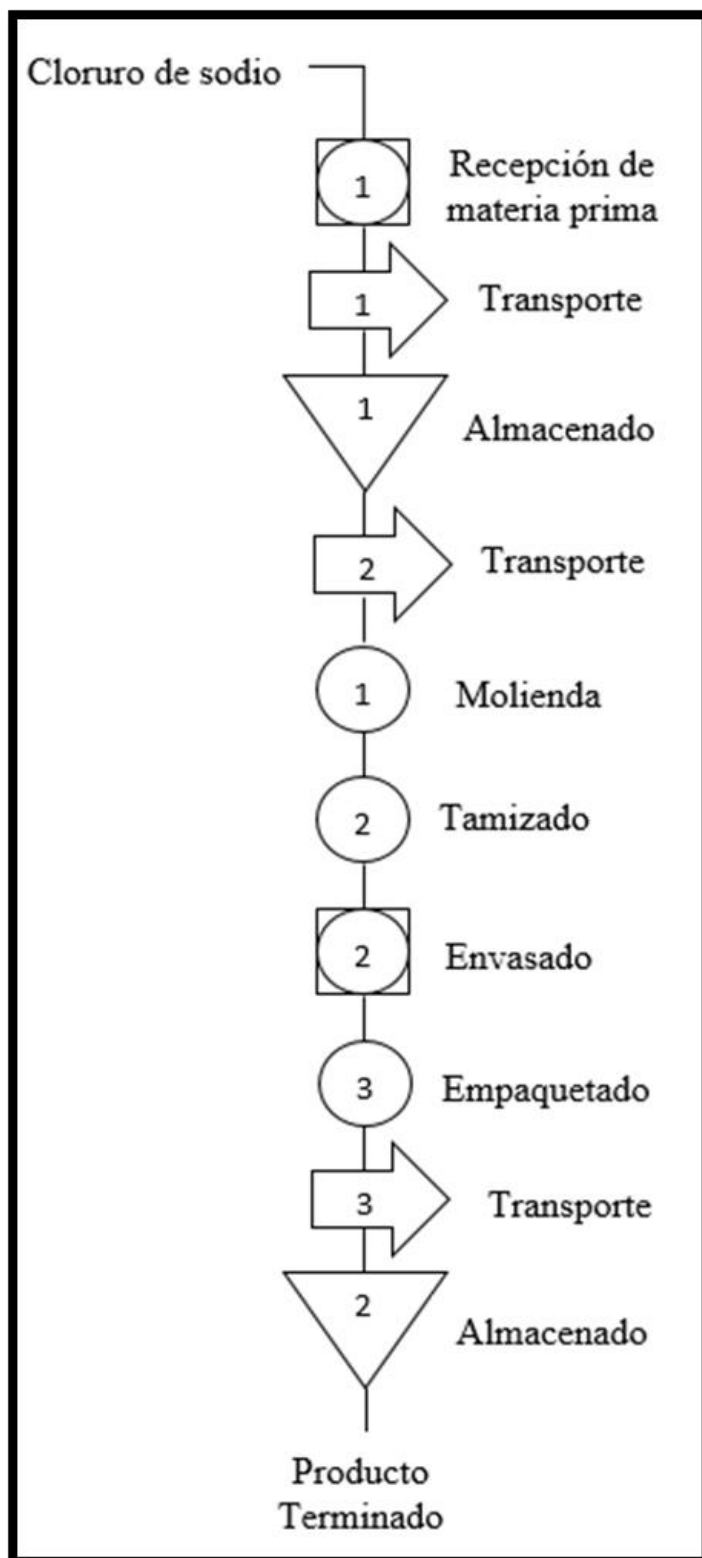 Cloruro de sodio
1
Recepción de
materia prima
1
Transporte
1
Almacenado
2
Transporte
1
Molienda
2
Tamizado
2
Envasado
3
Empaquetado
3
Transporte
2
Almacenado
Producto
Terminado